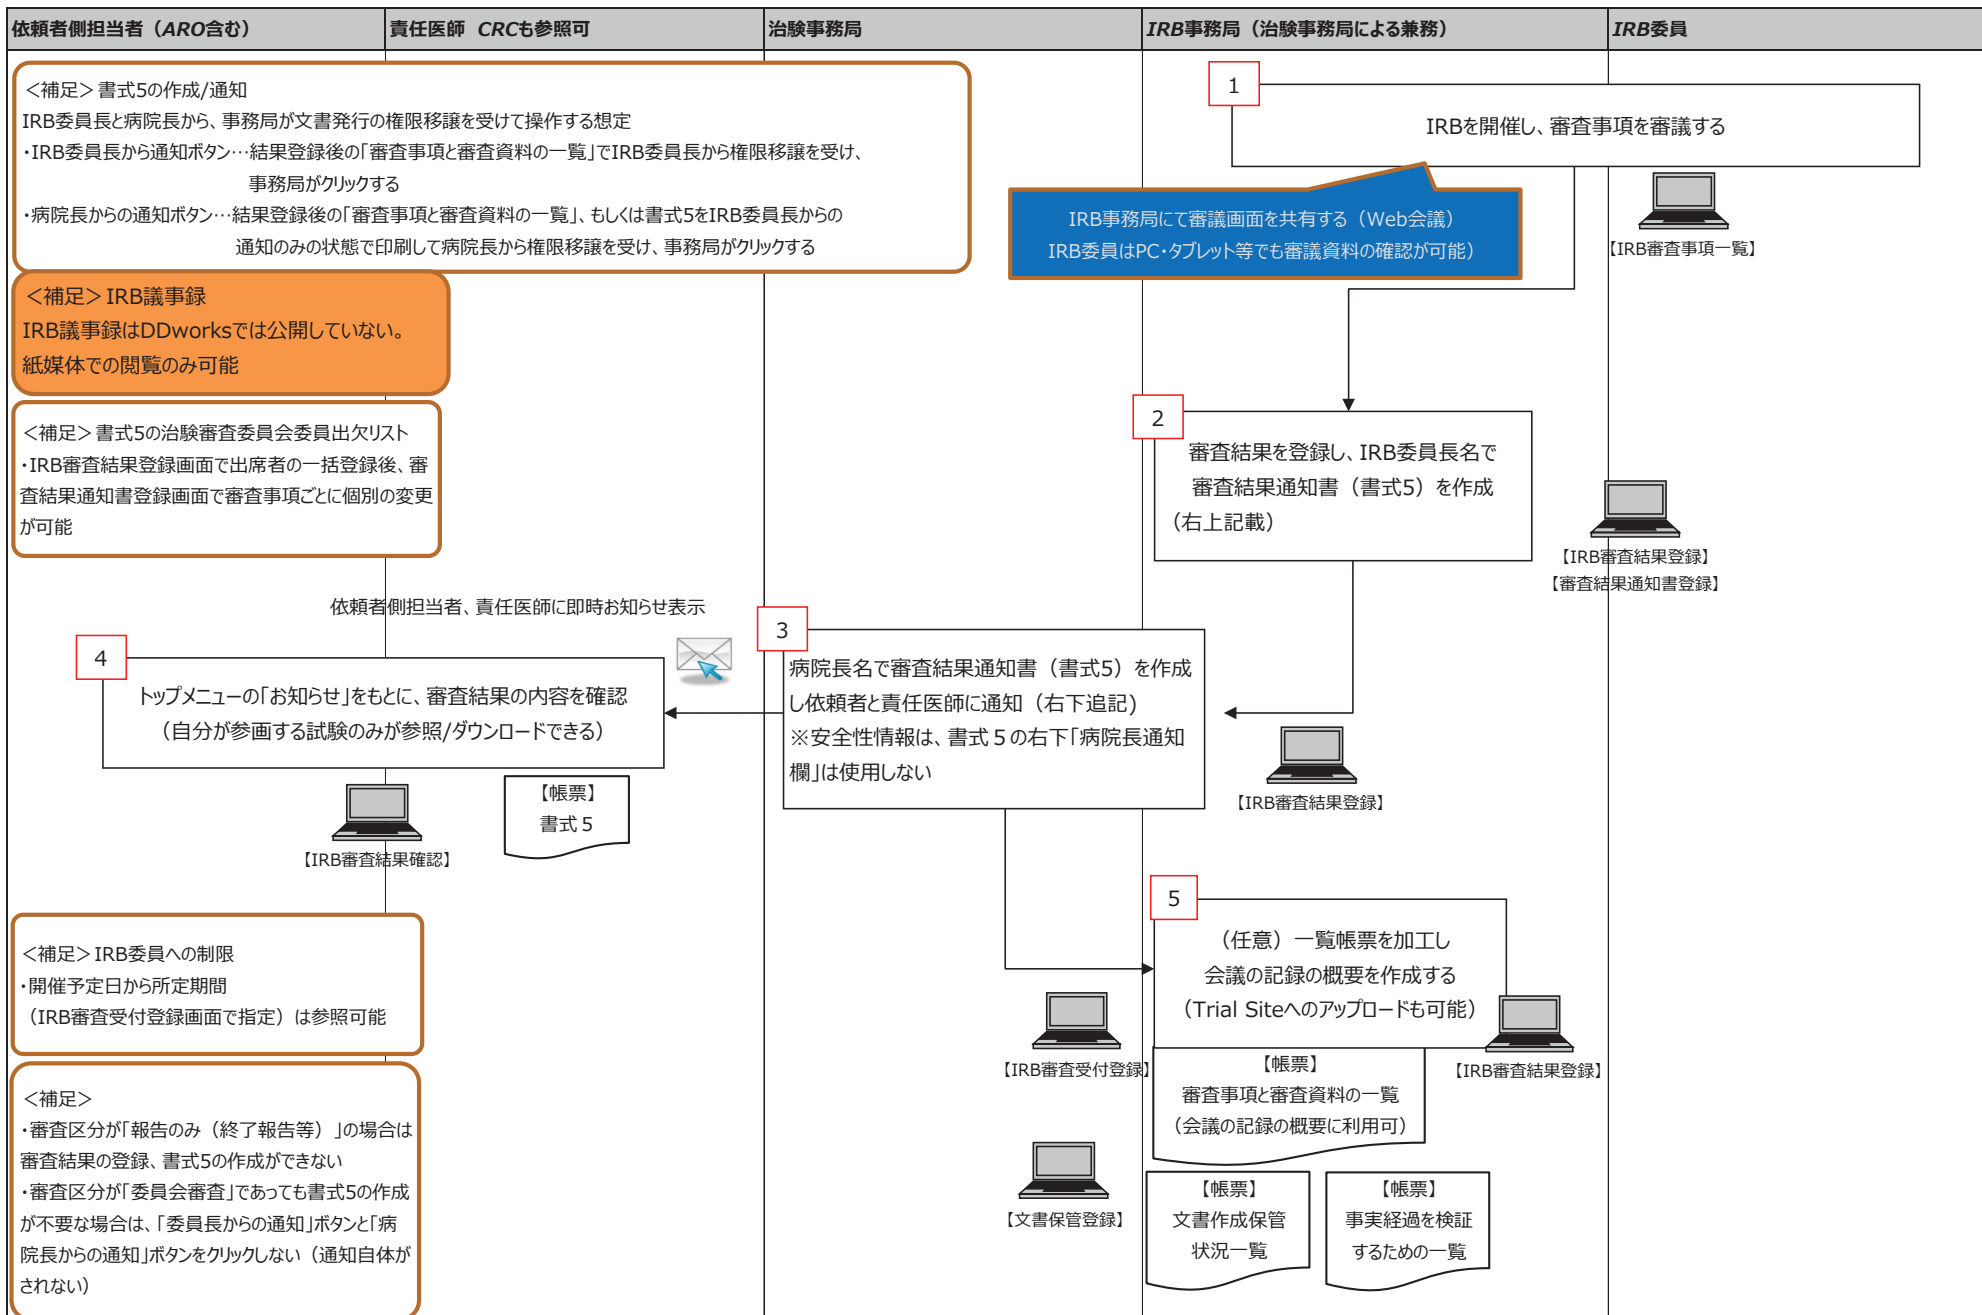 依頼者側担当者（ARO含む）
責任医師 CRCも参照可
治験事務局
IRB事務局（治験事務局による兼務）
IRB委員
＜補足＞書式5の作成/通知
IRB委員長と病院長から、事務局が文書発行の権限移譲を受けて操作する想定
・IRB委員長から通知ボタン…結果登録後の「審査事項と審査資料の一覧」でIRB委員長から権限移譲を受け、
事務局がクリックする
・病院長からの通知ボタン…結果登録後の「審査事項と審査資料の一覧」、もしくは書式5をIRB委員長からの
通知のみの状態で印刷して病院長から権限移譲を受け、事務局がクリックする
1
IRBを開催し、審査事項を審議する
IRB事務局にて審議画面を共有する（Web会議）
IRB委員はPC・タブレット等でも審議資料の確認が可能）
【IRB審査事項一覧】
＜補足＞IRB議事録
IRB議事録はDDworksでは公開していない。
紙媒体での閲覧のみ可能
＜補足＞書式5の治験審査委員会委員出欠リスト
・IRB審査結果登録画面で出席者の一括登録後、審
査結果通知書登録画面で審査事項ごとに個別の変更
が可能
2
審査結果を登録し、IRB委員長名で
審査結果通知書（書式5）を作成
（右上記載）
【IRB審査結果登録】
【審査結果通知書登録】
依頼者側担当者、責任医師に即時お知らせ表示
3
病院長名で審査結果通知書（書式5）を作成
し依頼者と責任医師に通知（右下追記)
※安全性情報は、書式５の右下「病院長通知
欄」は使用しない
【IRB審査結果登録】
4
トップメニューの「お知らせ」をもとに、審査結果の内容を確認
（自分が参画する試験のみが参照/ダウンロードできる）
【IRB審査結果確認】
【帳票】
書式５
5
（任意）一覧帳票を加工し
会議の記録の概要を作成する
（Trial Siteへのアップロードも可能）
【IRB審査受付登録】
【IRB審査結果登録】
【帳票】
審査事項と審査資料の一覧
（会議の記録の概要に利用可）
＜補足＞IRB委員への制限
・開催予定日から所定期間
（IRB審査受付登録画面で指定）は参照可能
＜補足＞
・審査区分が「報告のみ（終了報告等）」の場合は
審査結果の登録、書式5の作成ができない
・審査区分が「委員会審査」であっても書式5の作成
が不要な場合は、「委員長からの通知」ボタンと「病
院長からの通知」ボタンをクリックしない（通知自体が
されない）
【文書保管登録】
【帳票】
文書作成保管
状況一覧
【帳票】
事実経過を検証
するための一覧